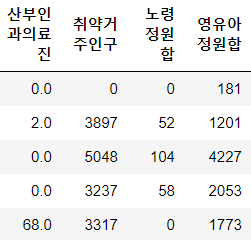 산부인 취약거 노령 영유아
과의료 주인구 정원 정원합
진 합
0.0 0 0 181
2.0 3897 52 1201
0.0 5048 104 4227
0.0 3237 58 2053
68.0 3317 0 1773